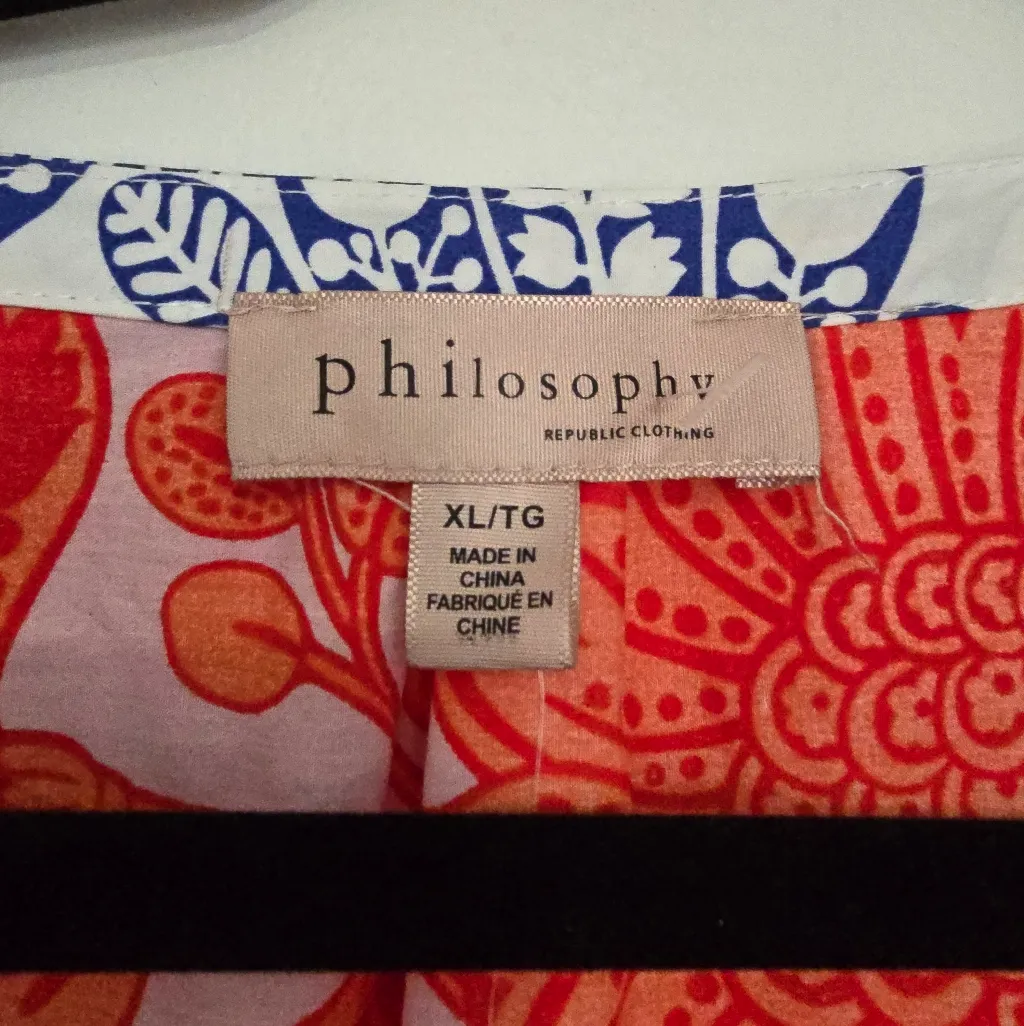 philosophy
REPUBLIC CLOTHING
XL/TG
MADE IN
CHINA
FABRIQUÉ EN
CHINE